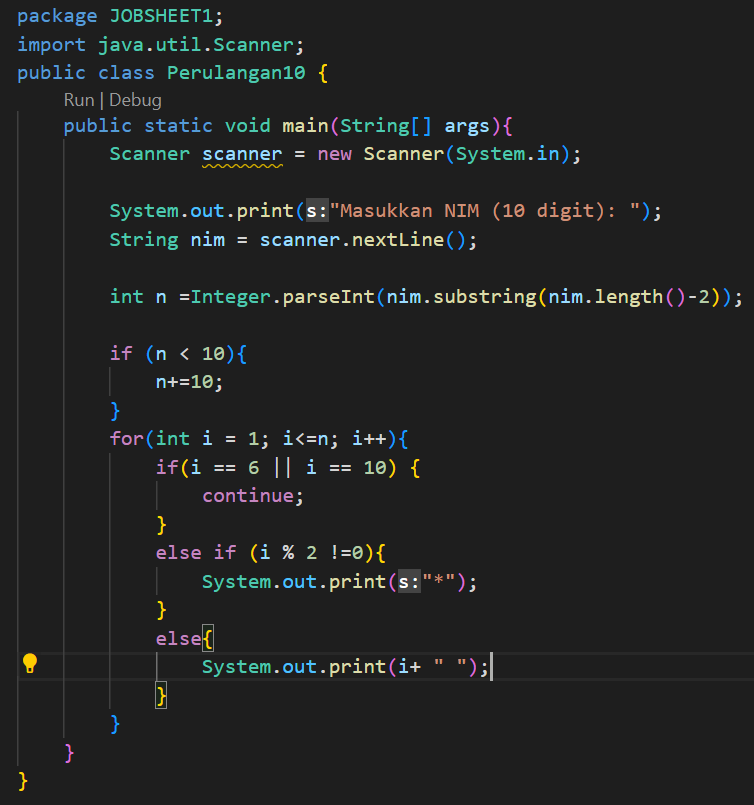 package JOBSHEET1;
import java.util.Scanner;
public class Perulangan10 {
Run | Debug
public static void main(String[] args){
Scanner scanner = new Scanner(System.in);
System.out.print(s:"Masukkan NIM (10 digit): ");
String nim = scanner.nextLine();
int n =Integer.parseInt(nim.substring(nim.length()-2));
if (n < 10){
n+=10;
}
for(int i = 1; i<=n; i++){
if(i == 6 || i == 10) {
continue;
}
else if (i % 2 !=0){
System.out.print(s:"*");
}
else{
System.out.print(i+ " ");
}
}
}
}